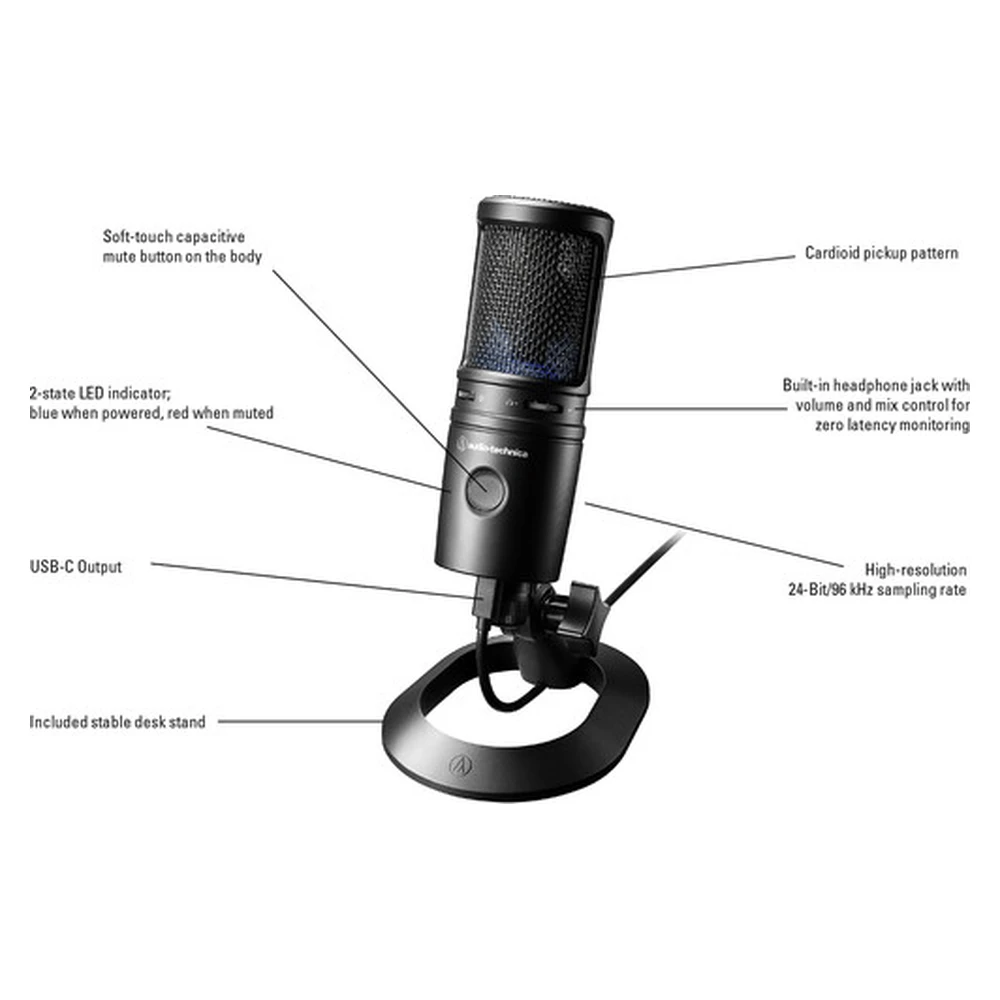 Soft-touch capacitive
mute button on the body
Cardioid pickup pattern
2-state LED indicator;
blue when powered, red when muted
Built-in headphone jack with
volume and mix control for
zero latency monitoring
audio-technica
USB-C Output
High-resolution
24-Bit/96 kHz sampling rate
Included stable desk stand